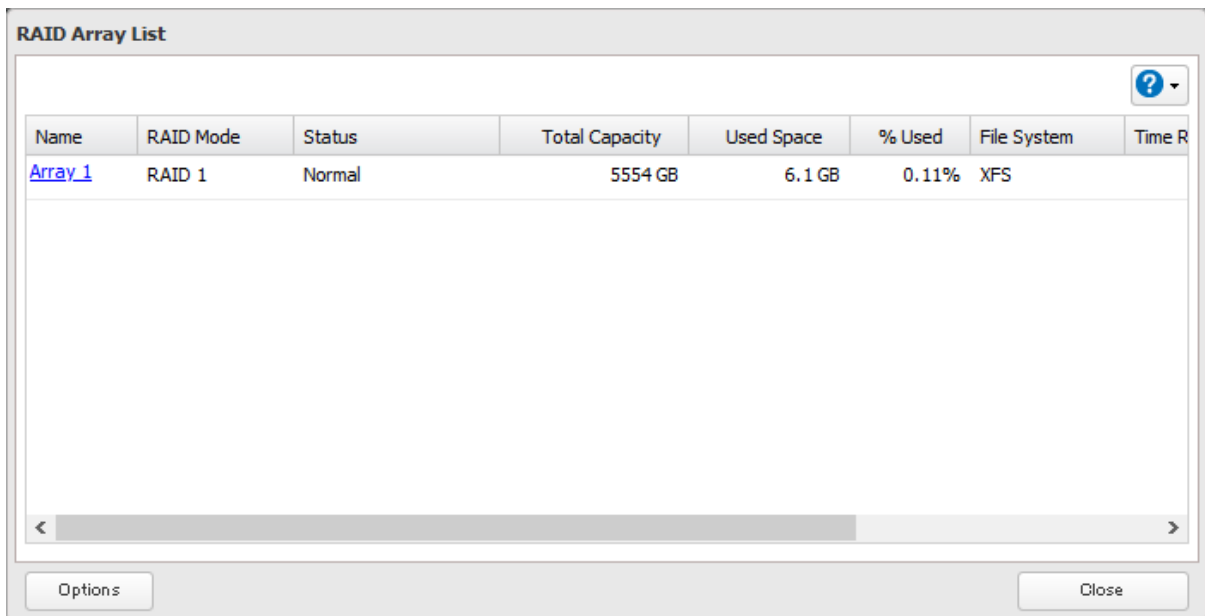 RAID Array List
?
Name RAID Mode Status Total Capacity Used Space % Used File System Time R
Array 1 RAID 1 Normal 5554 GB 6.1 GB 0.11% XFS
Options Close